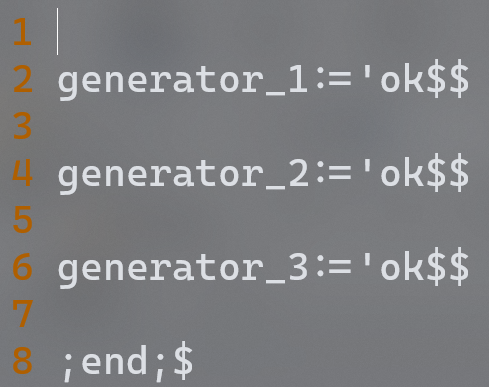 1
2 generator_1:='ok$$
3
4 generator_2:='ok$$
5
6 generator_3:='ok$$
7
8 ;end;$